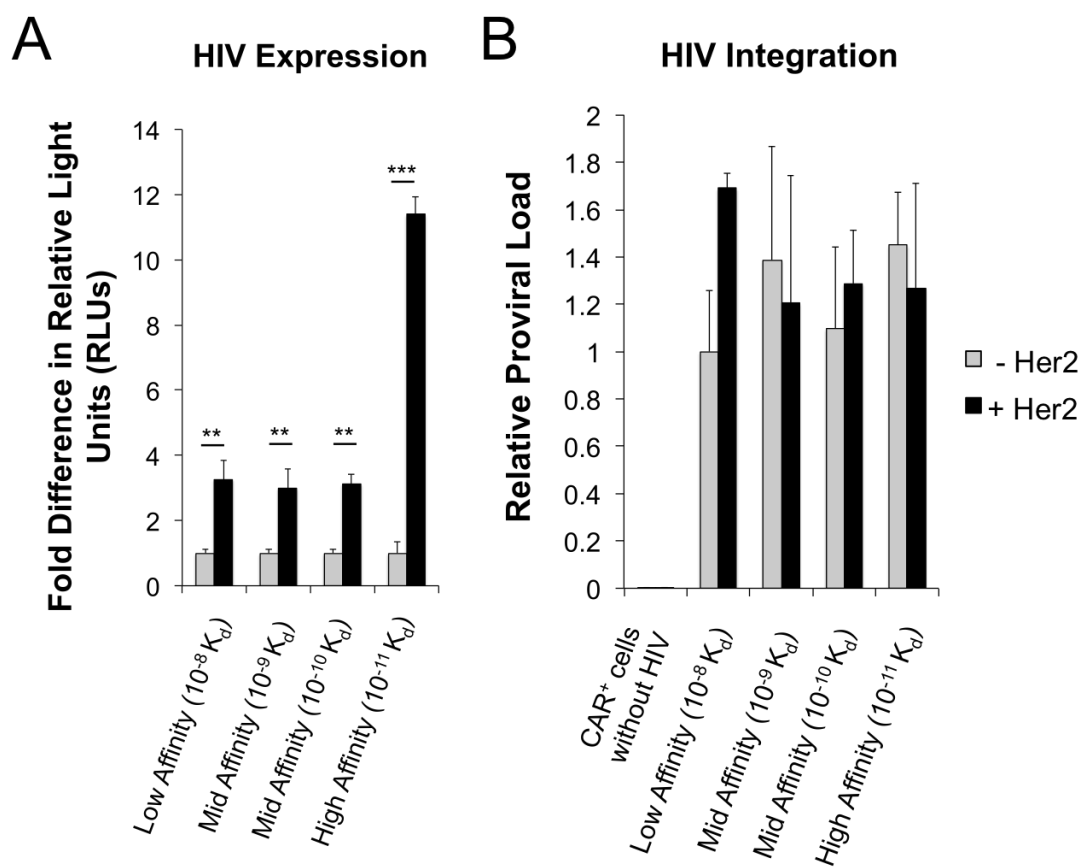 A
HIV Expression
Fold Difference in Relative Light
Units (RLUs)
14
12
10
8
6
4
2
0
**
**
**
***
Low Affinity (10⁻⁸ K_d)
Mid Affinity (10⁻⁹ K_d)
Mid Affinity (10⁻¹⁰ K_d)
High Affinity (10⁻¹¹ K_d)
B
HIV Integration
Relative Proviral Load
2
1.8
1.6
1.4
1.2
1
0.8
0.6
0.4
0.2
0
CAR⁺ cells
without HIV
Low Affinity (10⁻⁸ K_d)
Mid Affinity (10⁻⁹ K_d)
Mid Affinity (10⁻¹⁰ K_d)
High Affinity (10⁻¹¹ K_d)
- Her2
+ Her2